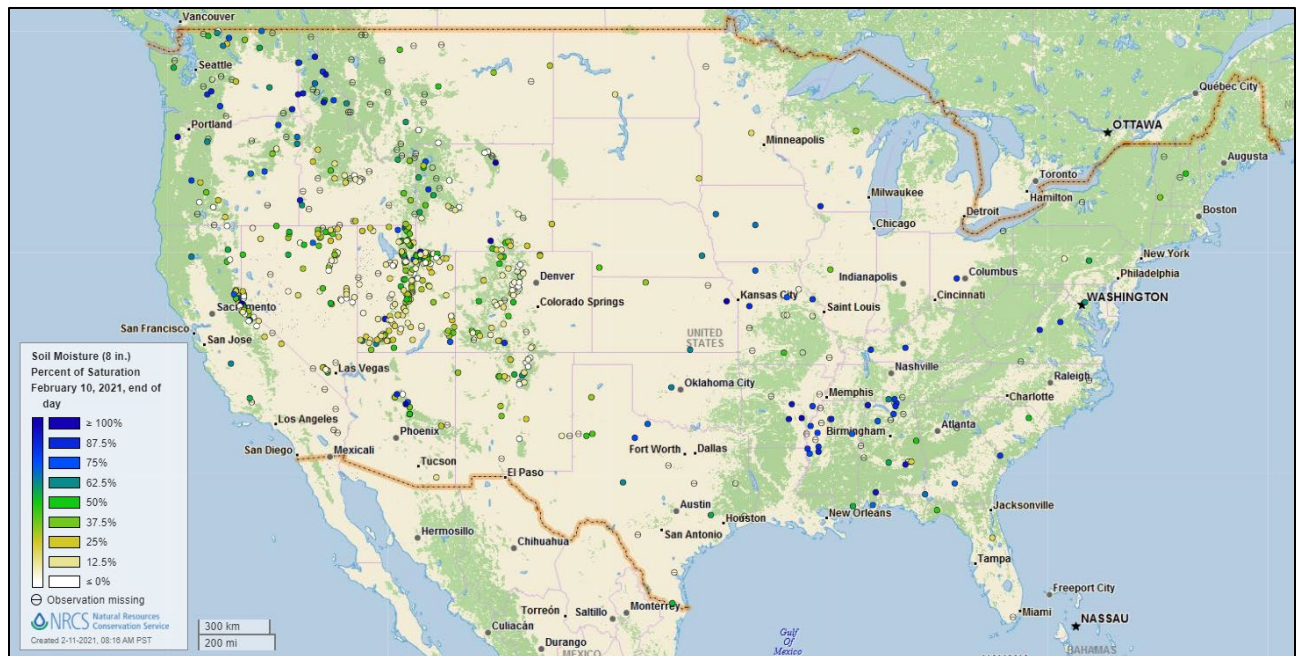 Vancouver
Seattle
Portland
Minneapolis
Québec City
OTTAWA
Augusta
Toronto
Hamilton
Boston
Milwaukee
Detroit
Chicago
New York
Philadelphia
Indianapolis
Columbus
Cincinnati
WASHINGTON
Denver
Colorado Springs
Kansas City
Saint Louis
UNITED
STATES
Sacramento
San Francisco
San Jose
Las Vegas
Oklahoma City
Nashville
Raleigh
Memphis
Charlotte
Los Angeles
Phoenix
Birmingham
Atlanta
San Diego
Mexicali
Tucson
El Paso
Fort Worth
Dallas
Austin
Houston
San Antonio
New Orleans
Jacksonville
Hermosillo
Chihuahua
Tampa
Freeport City
Miami
NASSAU
BAHAMAS
Torreón
Saltillo
Monterrey
Culiacán
Durango
MEXICO
Gulf
Of
Mexico
Soil Moisture (8 in.)
Percent of Saturation
February 10, 2021, end of
day
≥ 100%
87.5%
75%
62.5%
50%
37.5%
25%
12.5%
≤ 0%
Observation missing
NRCS Natural Resources
Conservation Service
Created 2-11-2021, 08:16 AM PST
300 km
200 mi